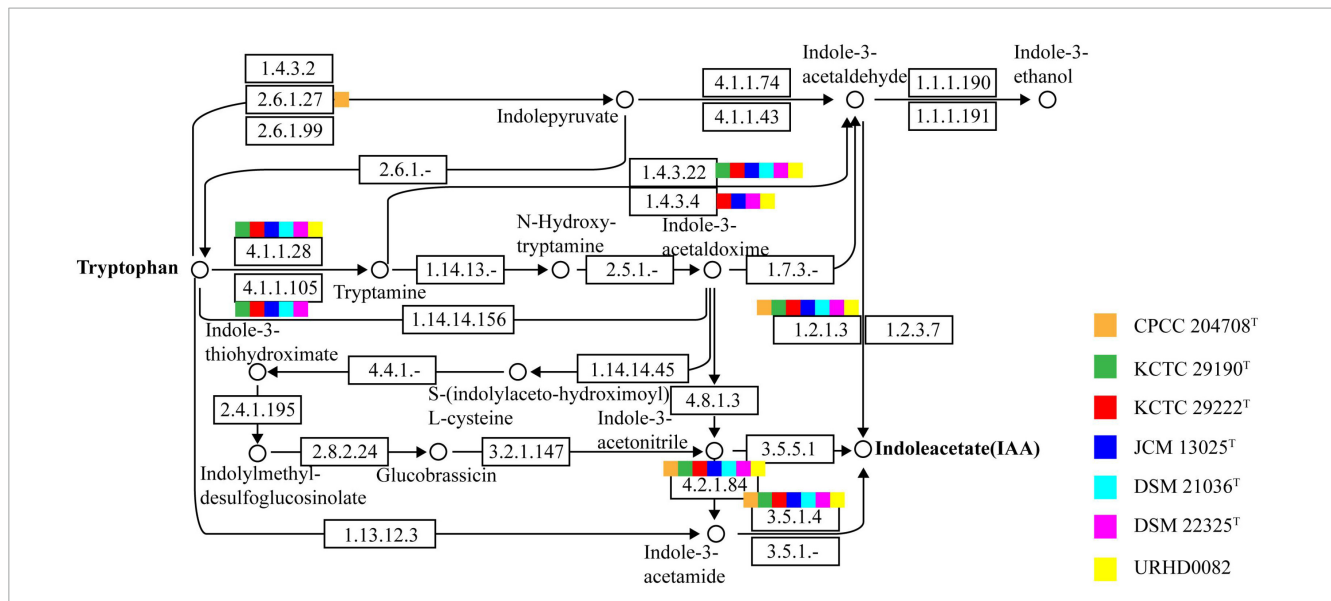 Indole-3-
acetaldehyde
Indole-3-
ethanol
1.4.3.2
2.6.1.27
2.6.1.99
Indolepyruvate
4.1.1.74
4.1.1.43
1.1.1.190
1.1.1.191
2.6.1.-
1.4.3.22
1.4.3.4
N-Hydroxy-
tryptamine
Indole-3-
acetaldoxime
Tryptophan
4.1.1.28
4.1.1.105
Tryptamine
1.14.13.-
2.5.1.-
1.7.3.-
1.14.14.156
1.2.1.3
1.2.3.7
Indole-3-
thiohydroximate
4.4.1.-
1.14.14.45
S-(indolylaceto-hydroximoyl)
L-cysteine
2.4.1.195
4.8.1.3
Indole-3-
acetonitrile
2.8.2.24
3.2.1.147
3.5.5.1
Indoleacetate(IAA)
Indolylmethyl-
desulfoglucosinolate
Glucobrassicin
4.2.1.84
3.5.1.4
1.13.12.3
3.5.1.-
Indole-3-
acetamide
CPCC 204708ᵀ
KCTC 29190ᵀ
KCTC 29222ᵀ
JCM 13025ᵀ
DSM 21036ᵀ
DSM 22325ᵀ
URHD0082